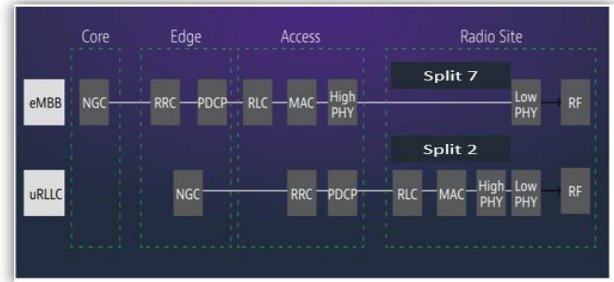 Core Edge Access Radio Site
Split 7
eMBB NGC RRC PDCP RLC MAC High PHY Low PHY RF
Split 2
uRLLC NGC RRC PDCP RLC MAC High PHY Low PHY RF